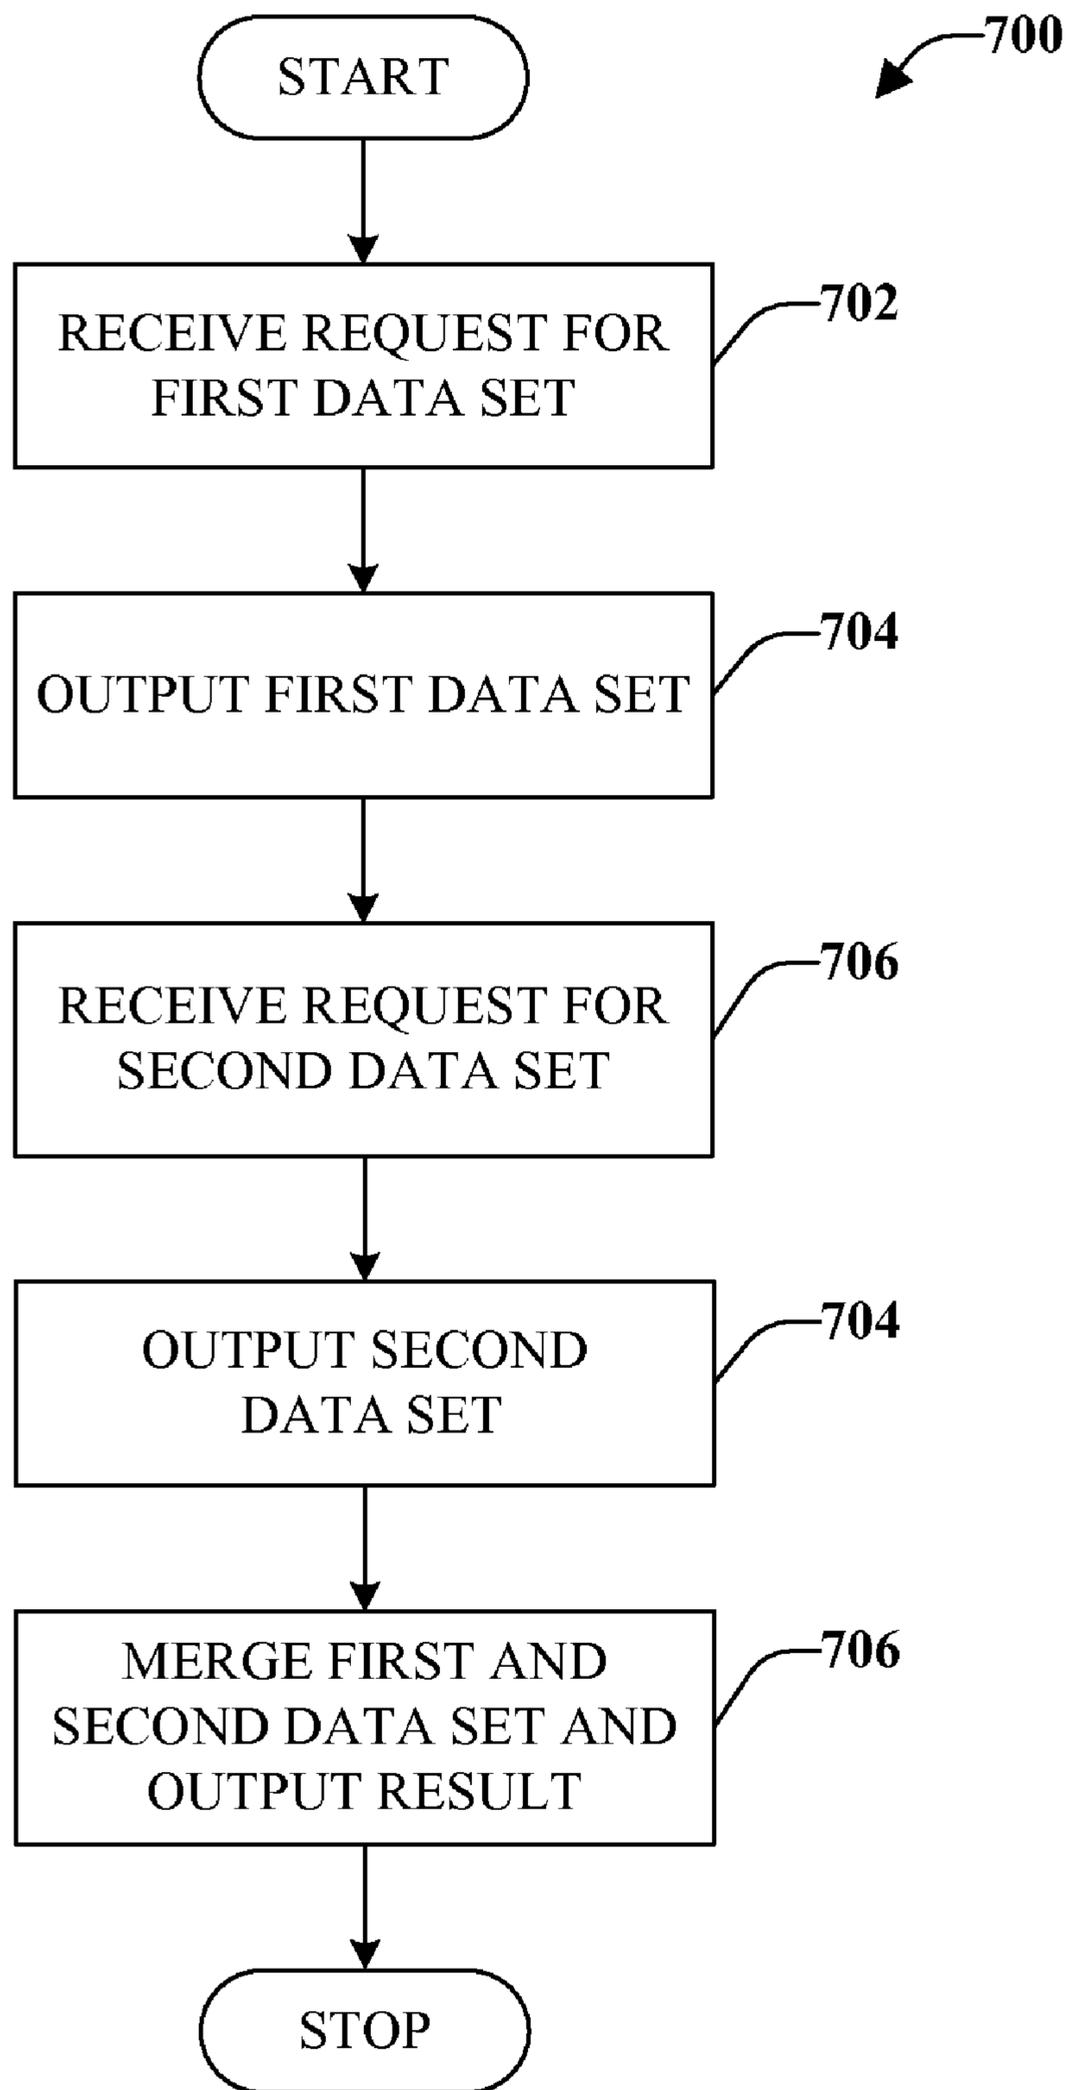 START
700
RECEIVE REQUEST FOR
FIRST DATA SET
702
OUTPUT FIRST DATA SET
704
RECEIVE REQUEST FOR
SECOND DATA SET
706
OUTPUT SECOND
DATA SET
704
MERGE FIRST AND
SECOND DATA SET AND
OUTPUT RESULT
706
STOP